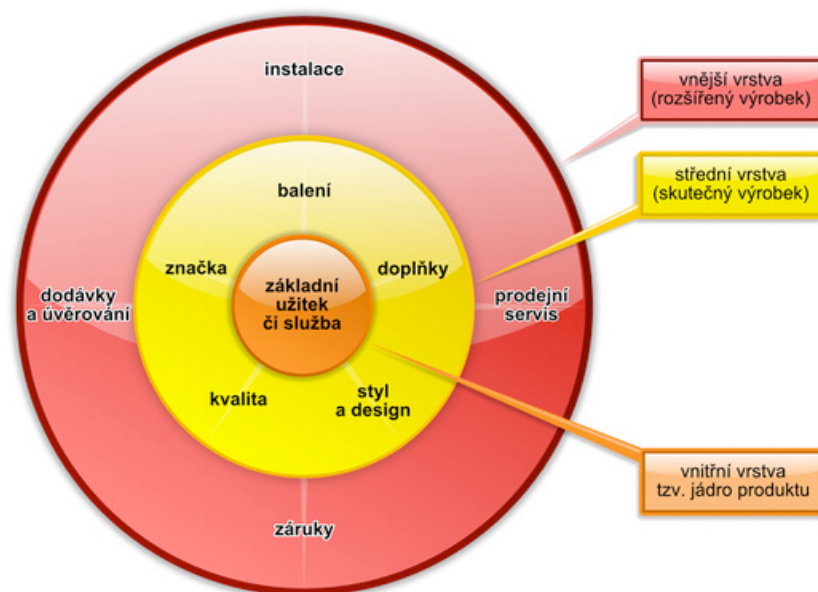 instalace
balení
značka
doplňky
základní
užitek
či služba
dodávky
a úvěrování
prodejní
servis
kvalita
styl
a design
záruky
vnější vrstva
(rozšířený výrobek)
střední vrstva
(skutečný výrobek)
vnitřní vrstva
tzv. jádro produktu